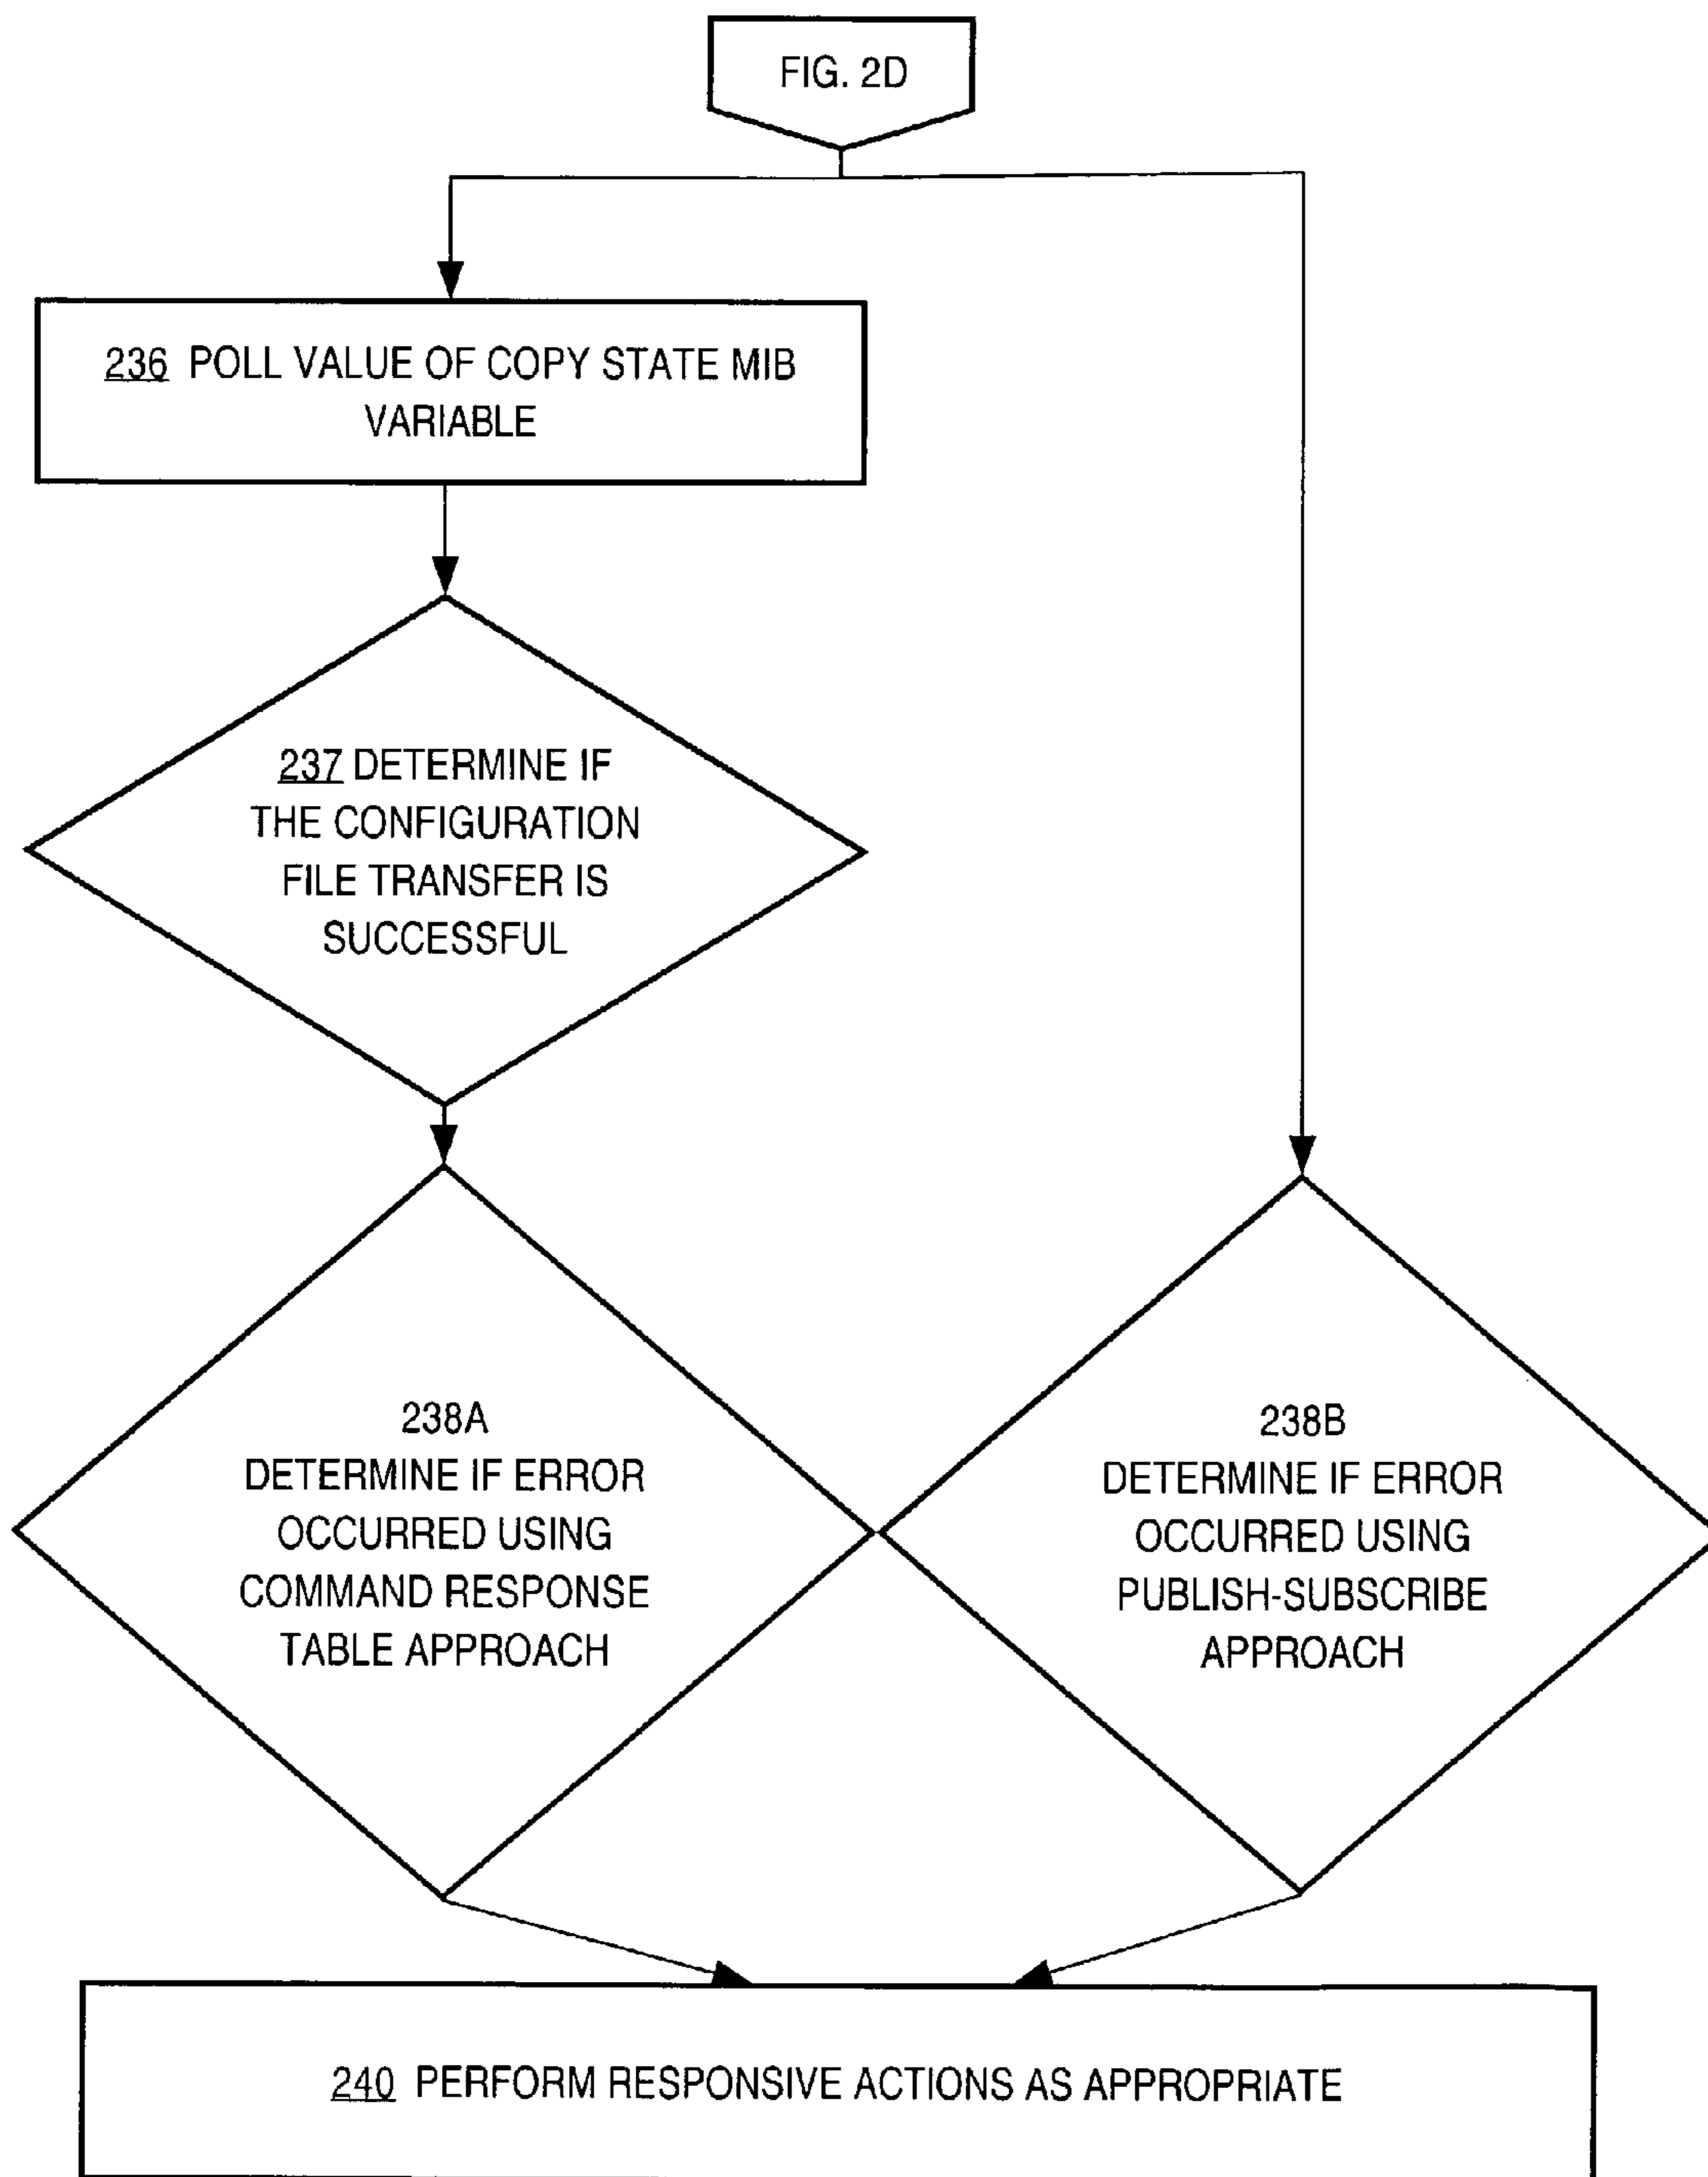 FIG. 2D
236 POLL VALUE OF COPY STATE MIB
VARIABLE
237 DETERMINE IF
THE CONFIGURATION
FILE TRANSFER IS
SUCCESSFUL
238A
DETERMINE IF ERROR
OCCURRED USING
COMMAND RESPONSE
TABLE APPROACH
238B
DETERMINE IF ERROR
OCCURRED USING
PUBLISH-SUBSCRIBE
APPROACH
240 PERFORM RESPONSIVE ACTIONS AS APPROPRIATE